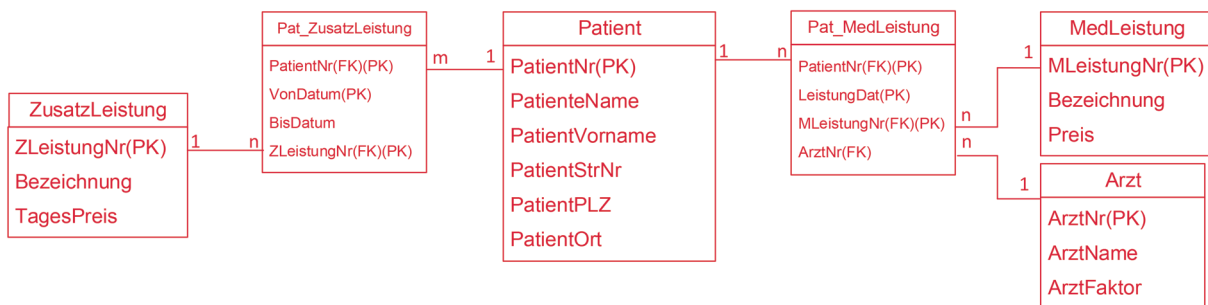 ZusatzLeistung
ZLeistungNr(PK)
Bezeichnung
TagesPreis
1
n
Pat_ZusatzLeistung
PatientNr(FK)(PK)
VonDatum(PK)
BisDatum
ZLeistungNr(FK)(PK)
m
1
Patient
PatientNr(PK)
PatienteName
PatientVorname
PatientStrNr
PatientPLZ
PatientOrt
1
n
Pat_MedLeistung
PatientNr(FK)(PK)
LeistungDat(PK)
MLeistungNr(FK)(PK)
ArztNr(FK)
n
1
n
1
MedLeistung
MLeistungNr(PK)
Bezeichnung
Preis
Arzt
ArztNr(PK)
ArztName
ArztFaktor